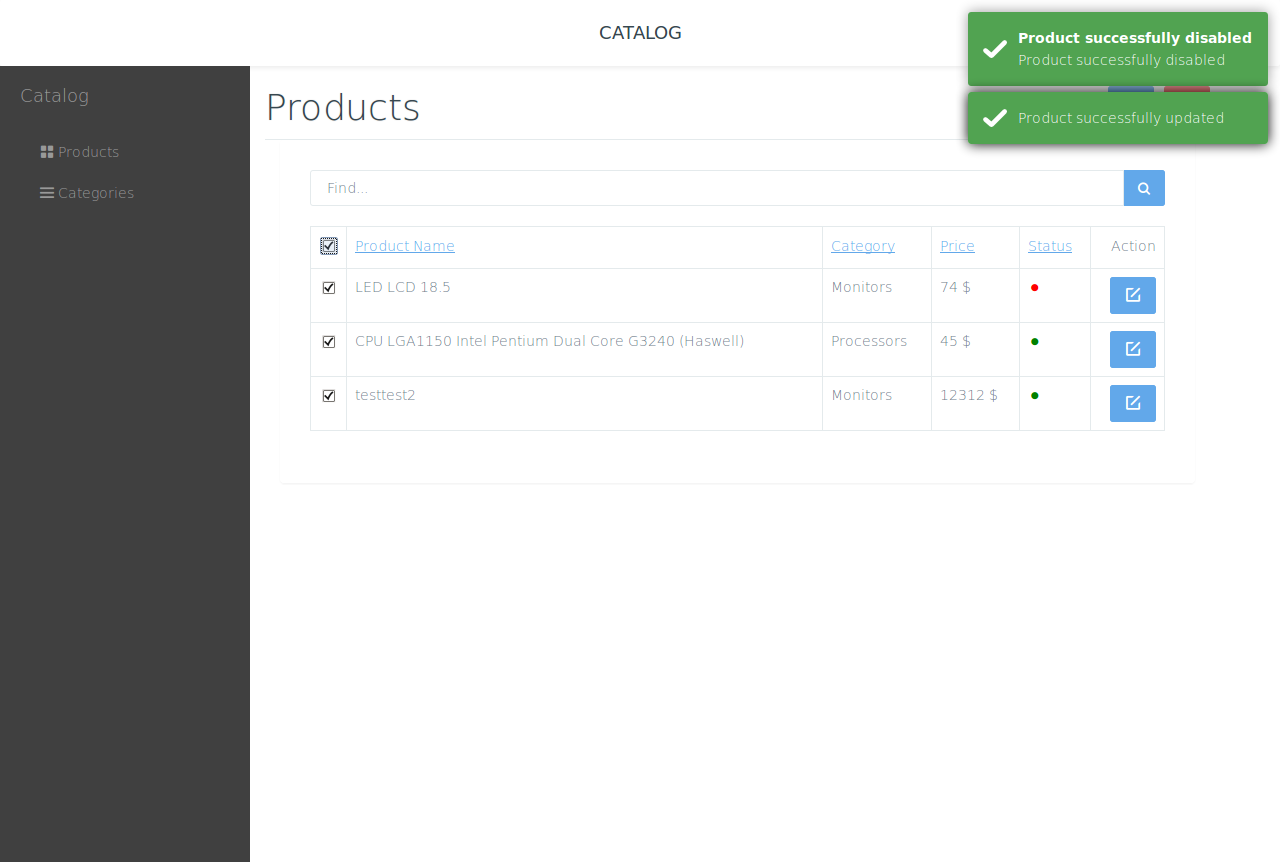 CATALOG
Product successfully disabled
Product successfully disabled
Product successfully updated
Catalog
Products
Categories
Products
Find...
Product Name Category Price Status Action
LED LCD 18.5 Monitors 74 $
CPU LGA1150 Intel Pentium Dual Core G3240 (Haswell) Processors 45 $
testtest2 Monitors 12312 $